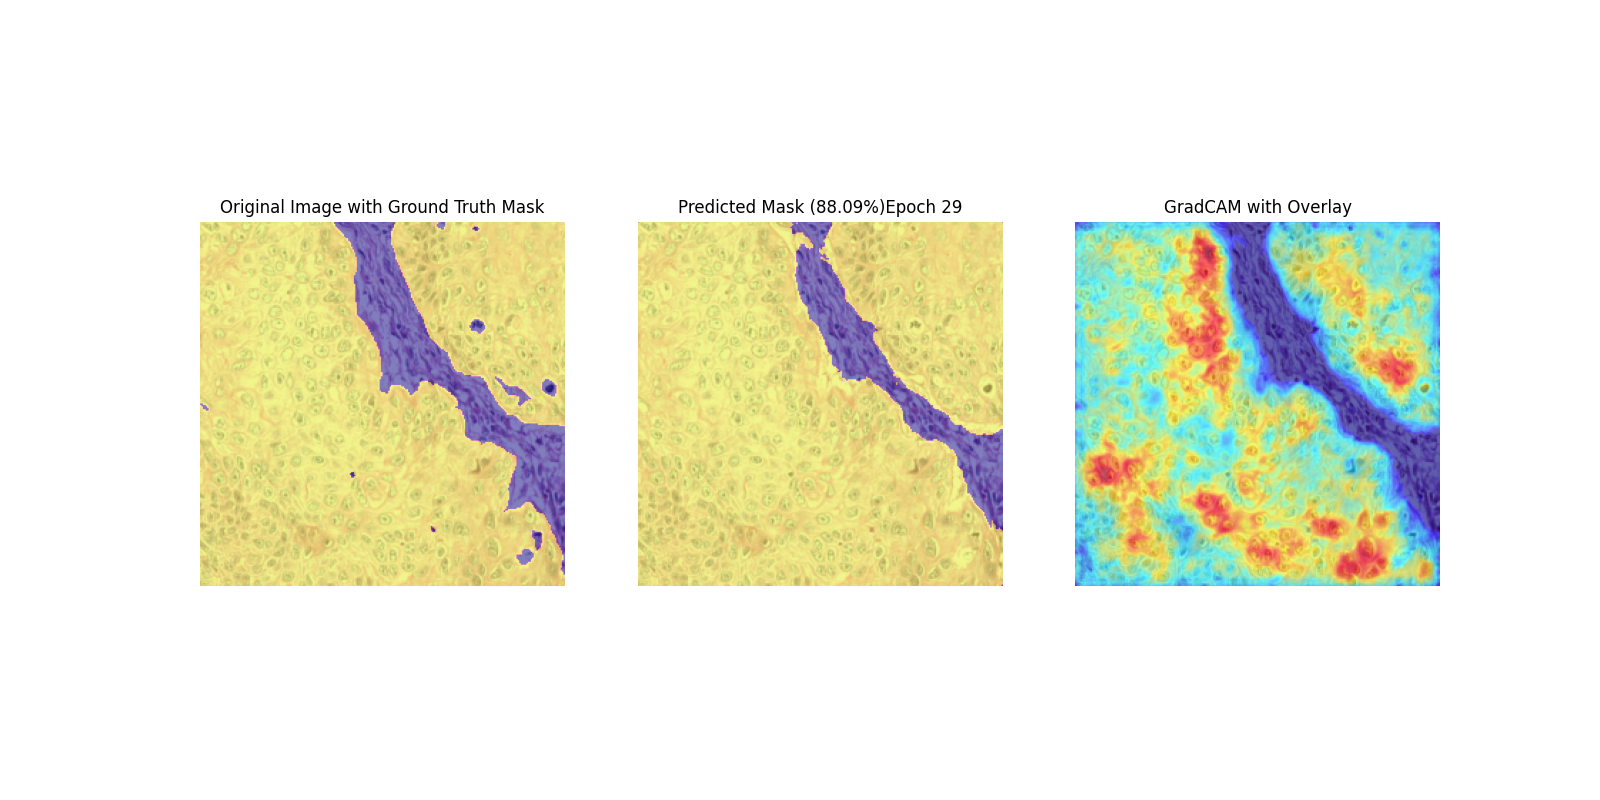 Original Image with Ground Truth Mask
Predicted Mask (88.09%)Epoch 29
GradCAM with Overlay